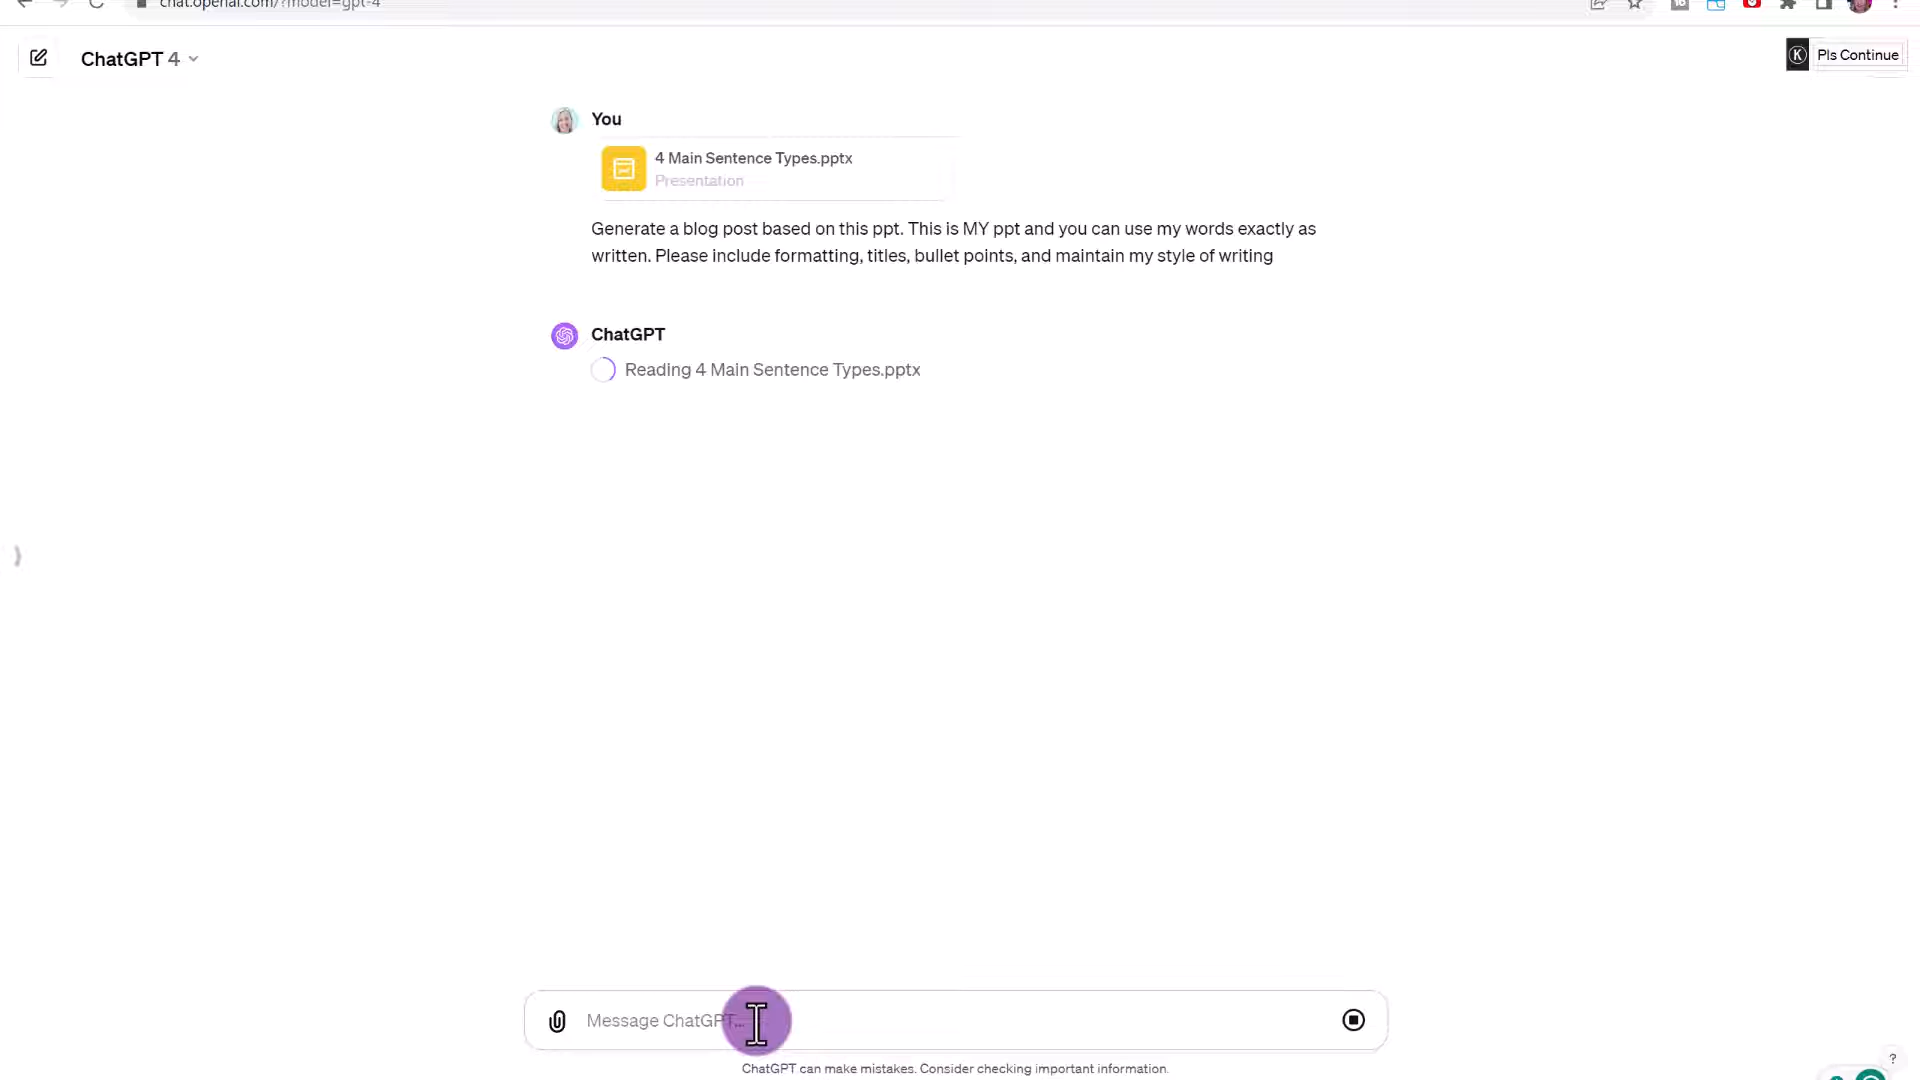 chat.openai.com/?model=gpt-4
ChatGPT 4
Pls Continue
You
4 Main Sentence Types.pptx
Presentation
Generate a blog post based on this ppt. This is MY ppt and you can use my words exactly as
written. Please include formatting, titles, bullet points, and maintain my style of writing
ChatGPT
Reading 4 Main Sentence Types.pptx
Message ChatGPT...
ChatGPT can make mistakes. Consider checking important information.
?